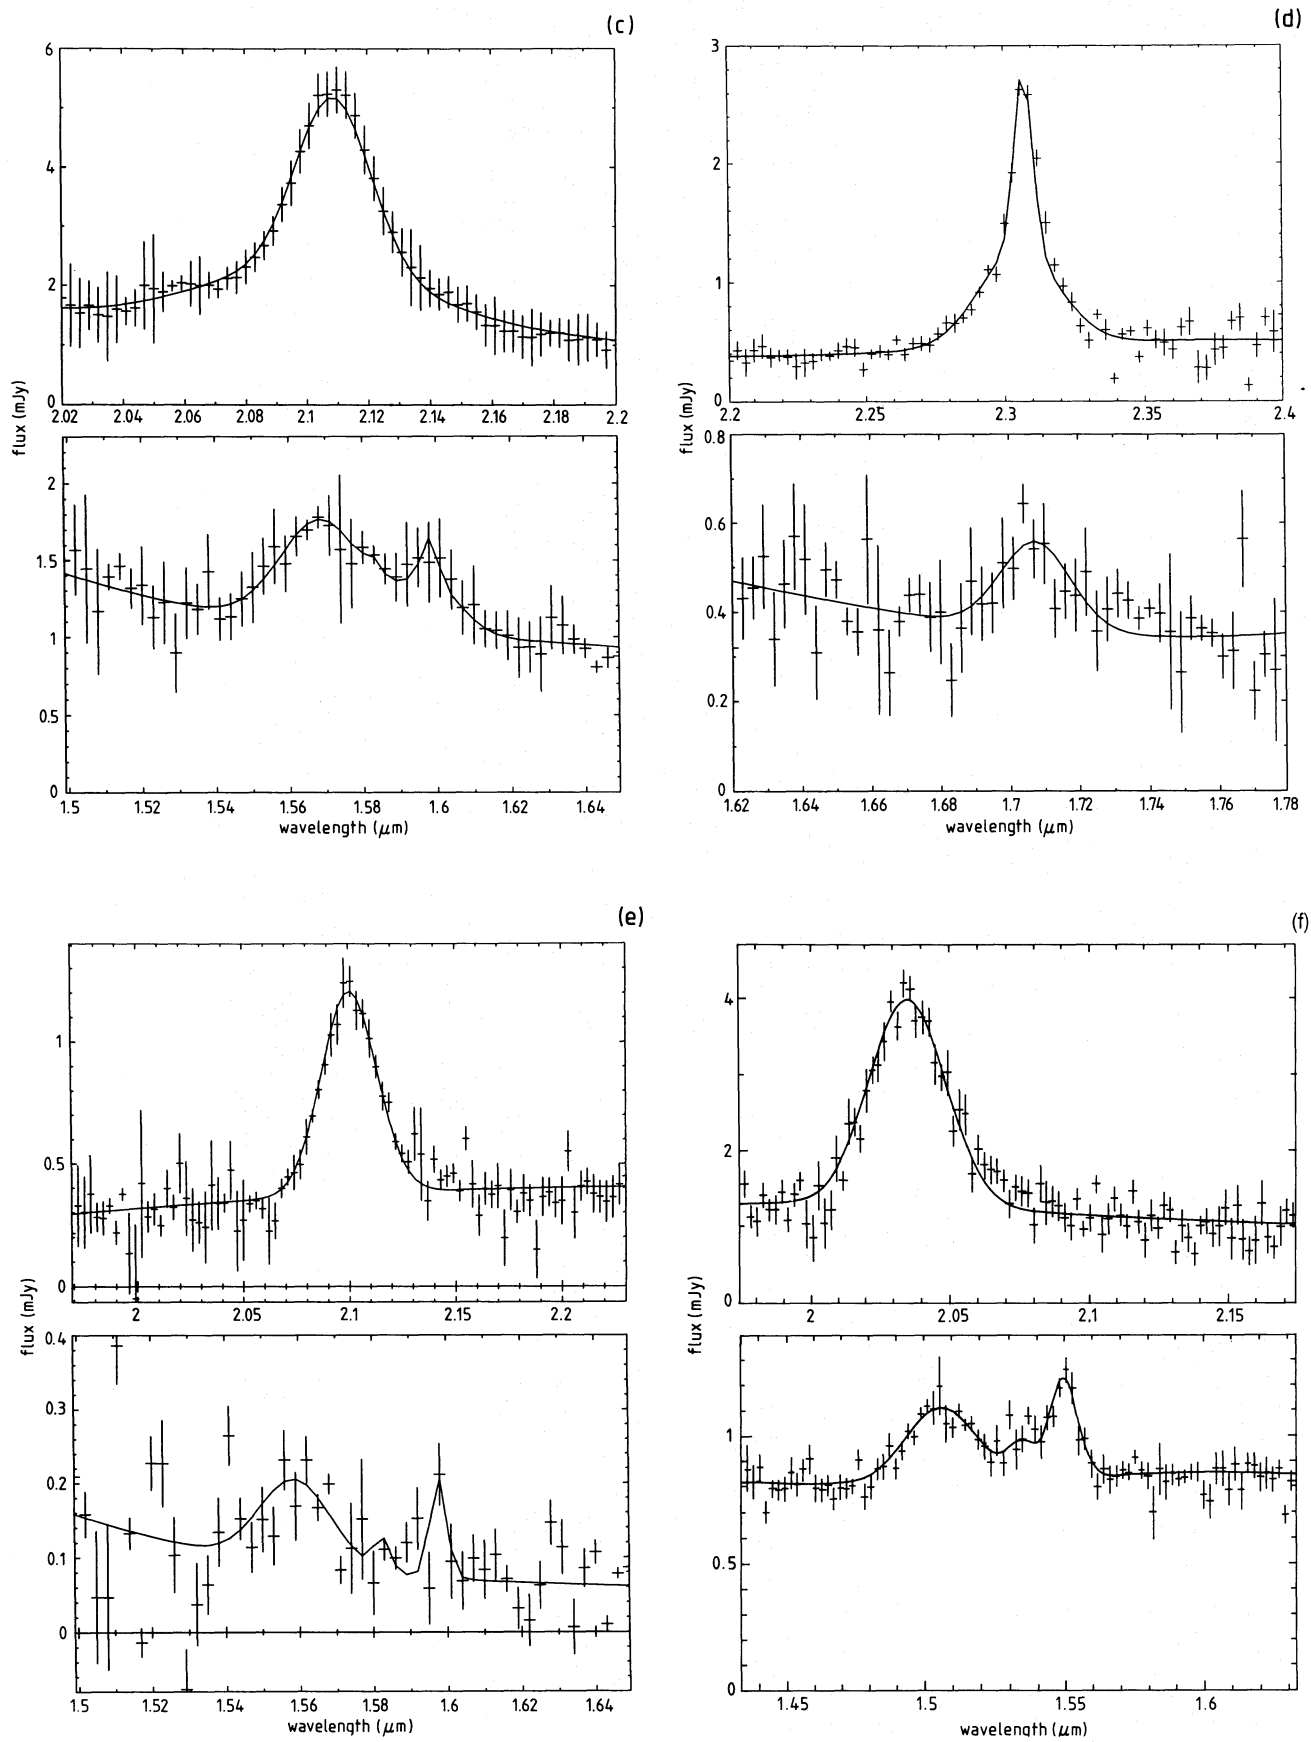 (c)
6
4
2
0
2.02 2.04 2.06 2.08 2.1 2.12 2.14 2.16 2.18 2.2
flux (mJy)
2
1.5
1
0.5
0
1.5 1.52 1.54 1.56 1.58 1.6 1.62 1.64
wavelength (μm)
(d)
3
2
1
0
2.2 2.25 2.3 2.35 2.4
flux (mJy)
0.8
0.6
0.4
0.2
0
1.62 1.64 1.66 1.68 1.7 1.72 1.74 1.76 1.78
wavelength (μm)
(e)
1
0.5
0
2 2.05 2.1 2.15 2.2
flux (mJy)
0.4
0.3
0.2
0.1
0
1.5 1.52 1.54 1.56 1.58 1.6 1.62 1.64
wavelength (μm)
(f)
4
2
0
2 2.05 2.1 2.15
flux (mJy)
1
0.5
0
1.45 1.5 1.55 1.6
wavelength (μm)